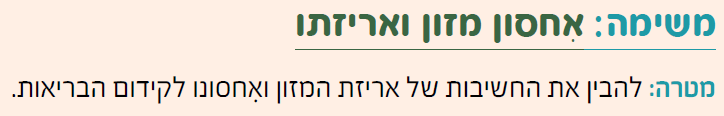 משימה: אִחסון מזון ואריזתו
מטרה: להבין את החשיבות של אריזת המזון ואִחסונו לקידום הבריאות.